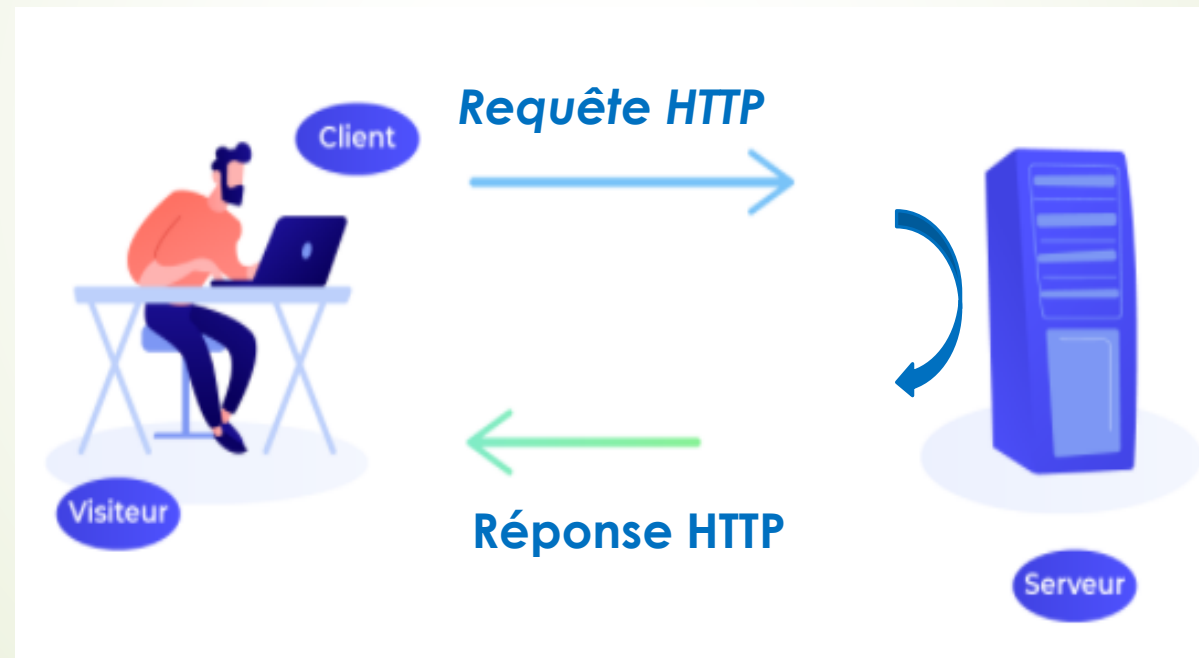 Requête HTTP
Client
Visiteur
Réponse HTTP
Serveur